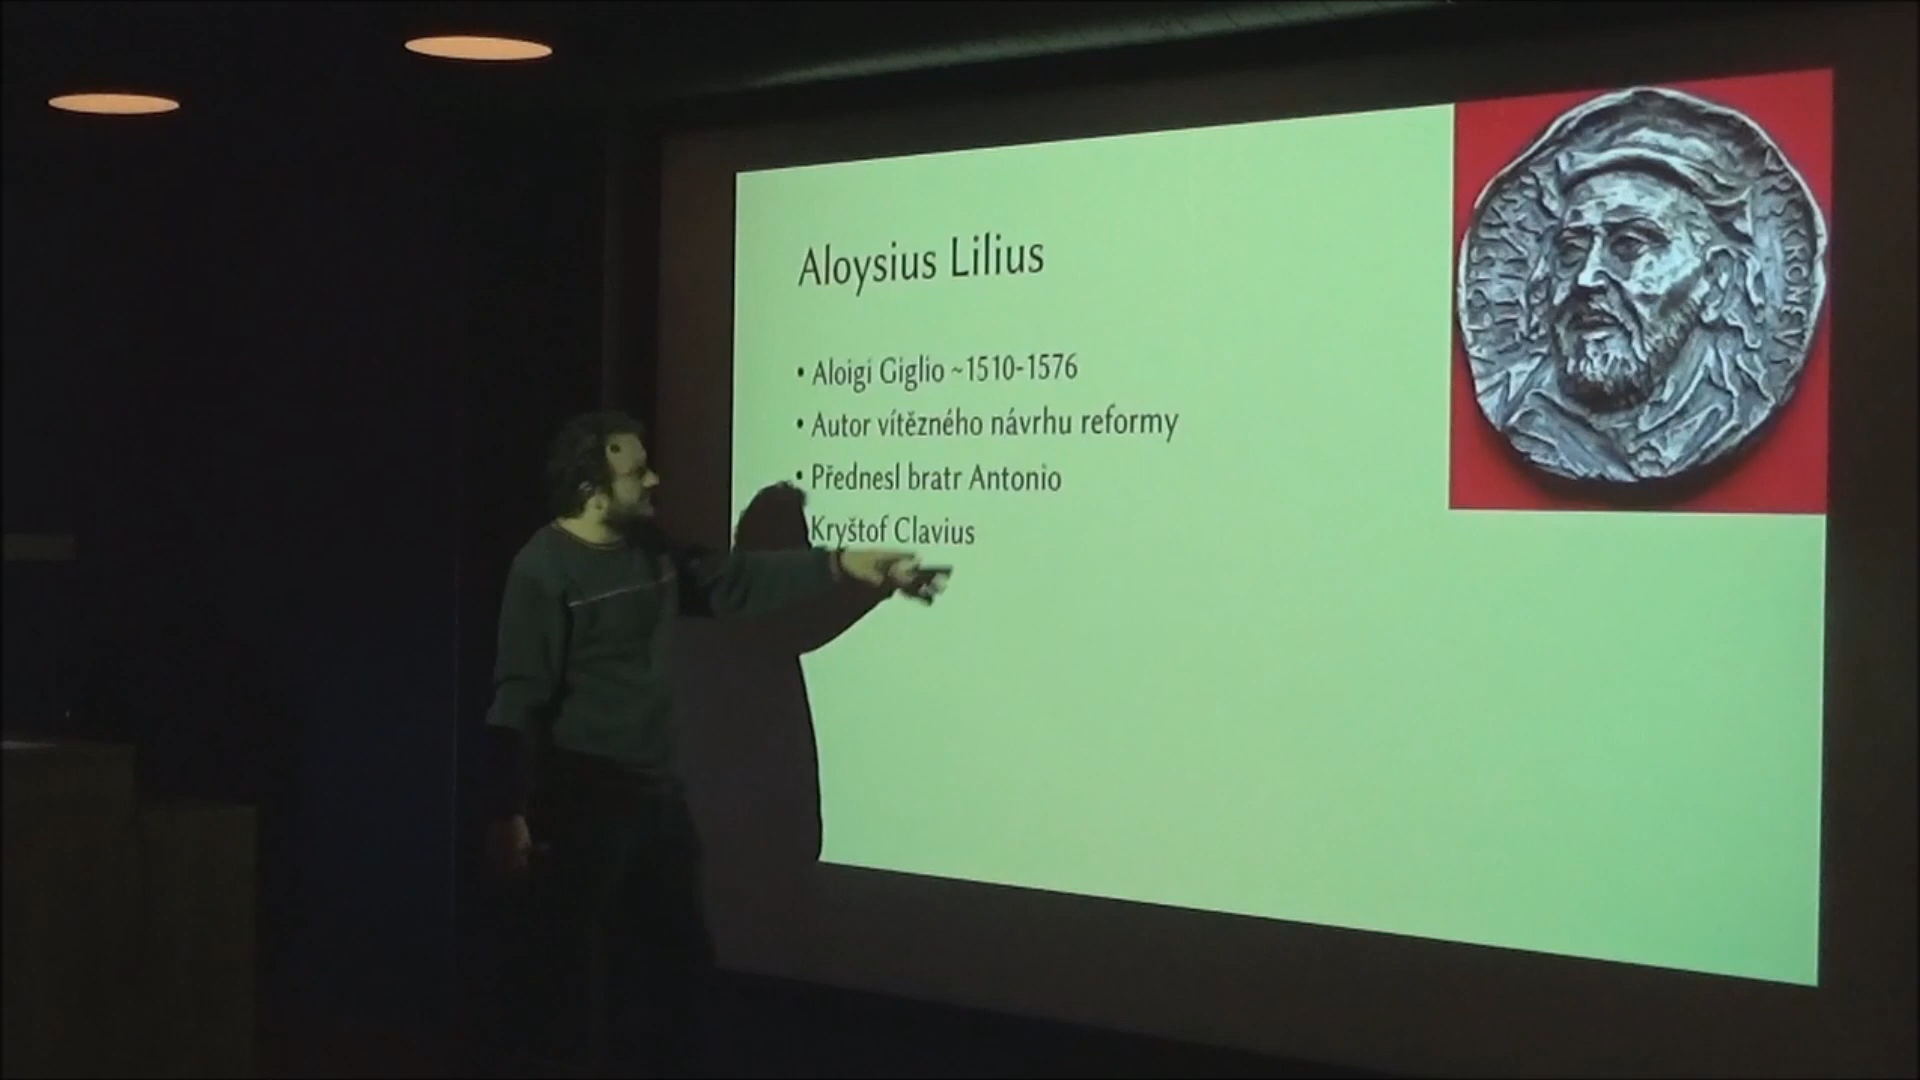 Aloysius Lilius
• Aloigi Giglio ~1510-1576
• Autor vítězného návrhu reformy
• Přednesl bratr Antonio
Kryštof Clavius